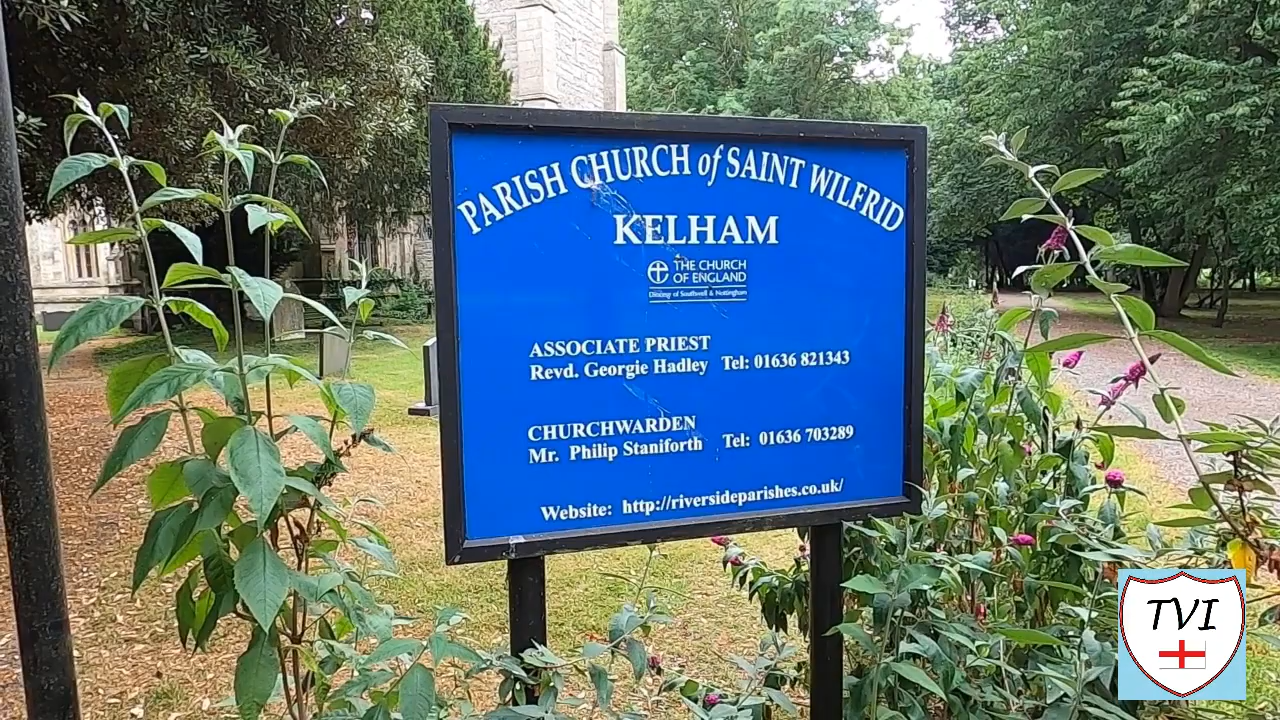 PARISH CHURCH of SAINT WILFRID
KELHAM
THE CHURCH
OF ENGLAND
Diocese of Southwell & Nottingham
ASSOCIATE PRIEST
Revd. Georgie Hadley Tel: 01636 821343
CHURCHWARDEN
Mr. Philip Staniforth Tel: 01636 703289
Website: http://riversideparishes.co.uk/
TVI